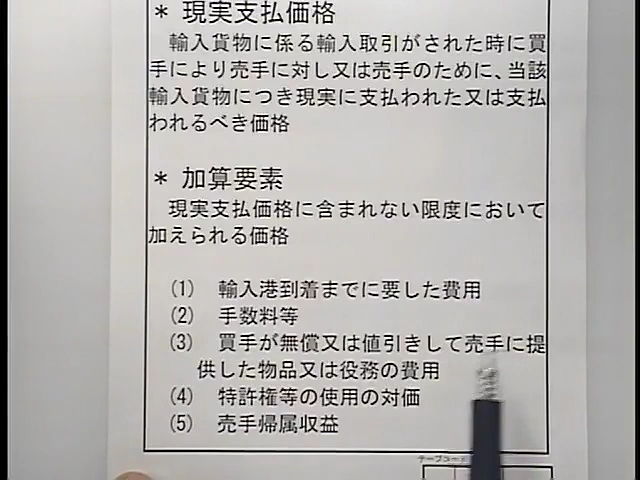 ＊ 現実支払価格
輸入貨物に係る輸入取引がされた時に買
手により売手に対し又は売手のために、当該
輸入貨物につき現実に支払われた又は支払
われるべき価格
＊ 加算要素
現実支払価格に含まれない限度において
加えられる価格
(1) 輸入港到着までに要した費用
(2) 手数料等
(3) 買手が無償又は値引きして売手に提
供した物品又は役務の費用
(4) 特許権等の使用の対価
(5) 売手帰属収益
テープコード